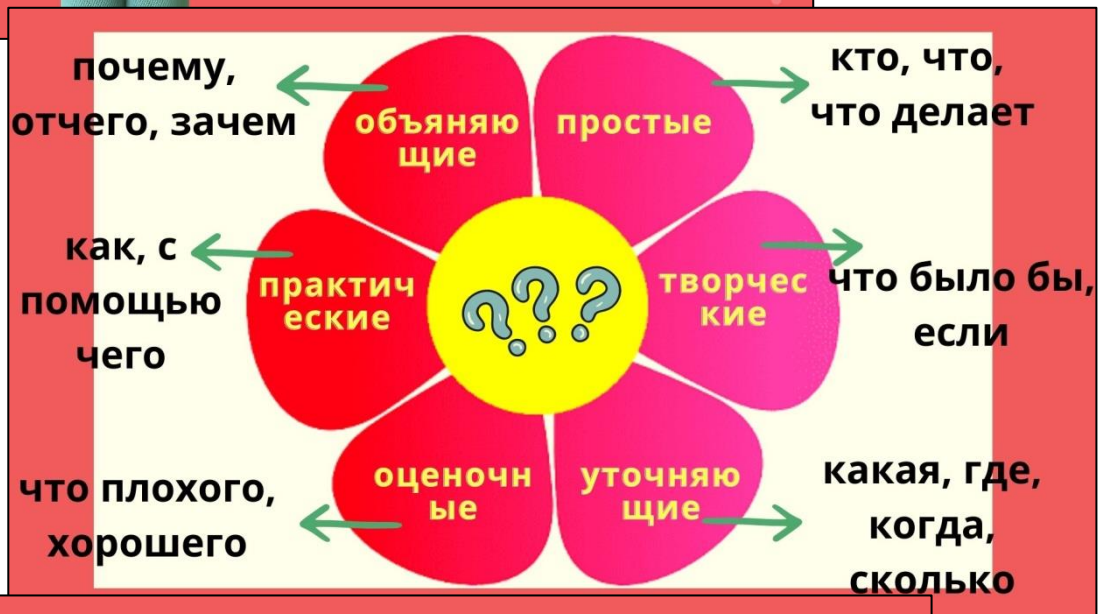 почему,
отчего, зачем
объяняю
щие
простые
кто, что,
что делает
как, с
помощью
чего
практич
еские
???
творчес
кие
что было бы,
если
что плохого,
хорошего
оценочн
ые
уточняю
щие
какая, где,
когда,
сколько